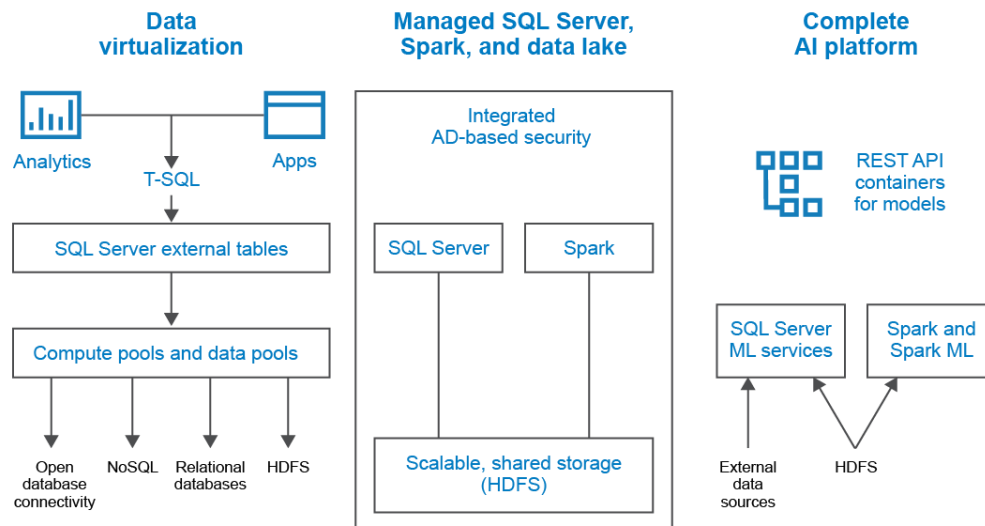 Data
virtualization
Analytics
Apps
T-SQL
SQL Server external tables
Compute pools and data pools
Open
database
connectivity
NoSQL
Relational
databases
HDFS
Managed SQL Server,
Spark, and data lake
Integrated
AD-based security
SQL Server
Spark
Scalable, shared storage
(HDFS)
Complete
AI platform
REST API
containers
for models
SQL Server
ML services
Spark and
Spark ML
External
data
sources
HDFS